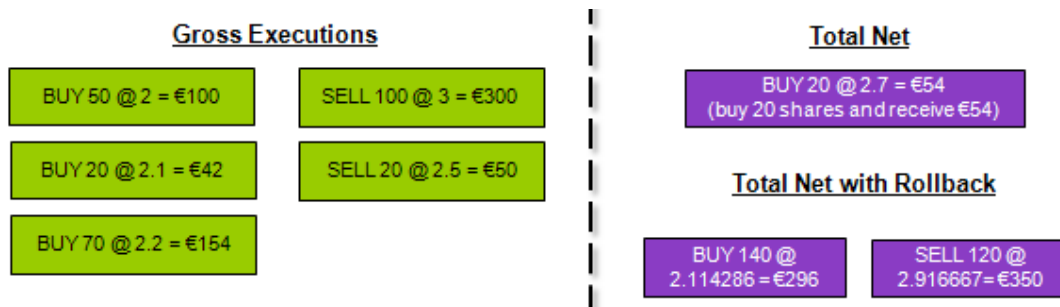 Gross Executions
BUY 50 @ 2 = €100
SELL 100 @ 3 = €300
BUY 20 @ 2.1 = €42
SELL 20 @ 2.5 = €50
BUY 70 @ 2.2 = €154
Total Net
BUY 20 @ 2.7 = €54
(buy 20 shares and receive €54)
Total Net with Rollback
BUY 140 @
2.114286 = €296
SELL 120 @
2.916667= €350